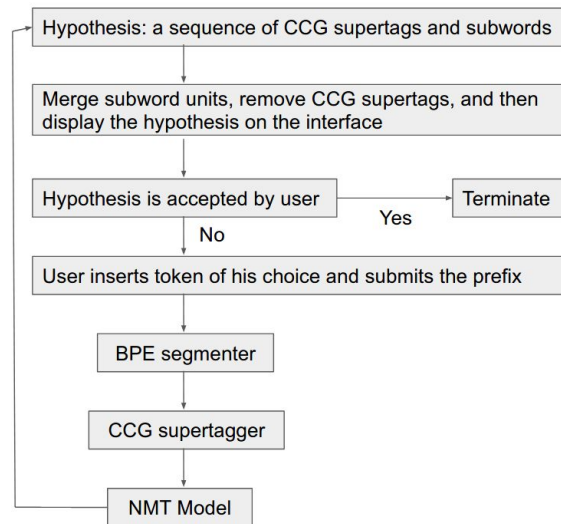 Hypothesis: a sequence of CCG supertags and subwords
Merge subword units, remove CCG supertags, and then
display the hypothesis on the interface
Hypothesis is accepted by user
Yes
Terminate
No
User inserts token of his choice and submits the prefix
BPE segmenter
CCG supertagger
NMT Model